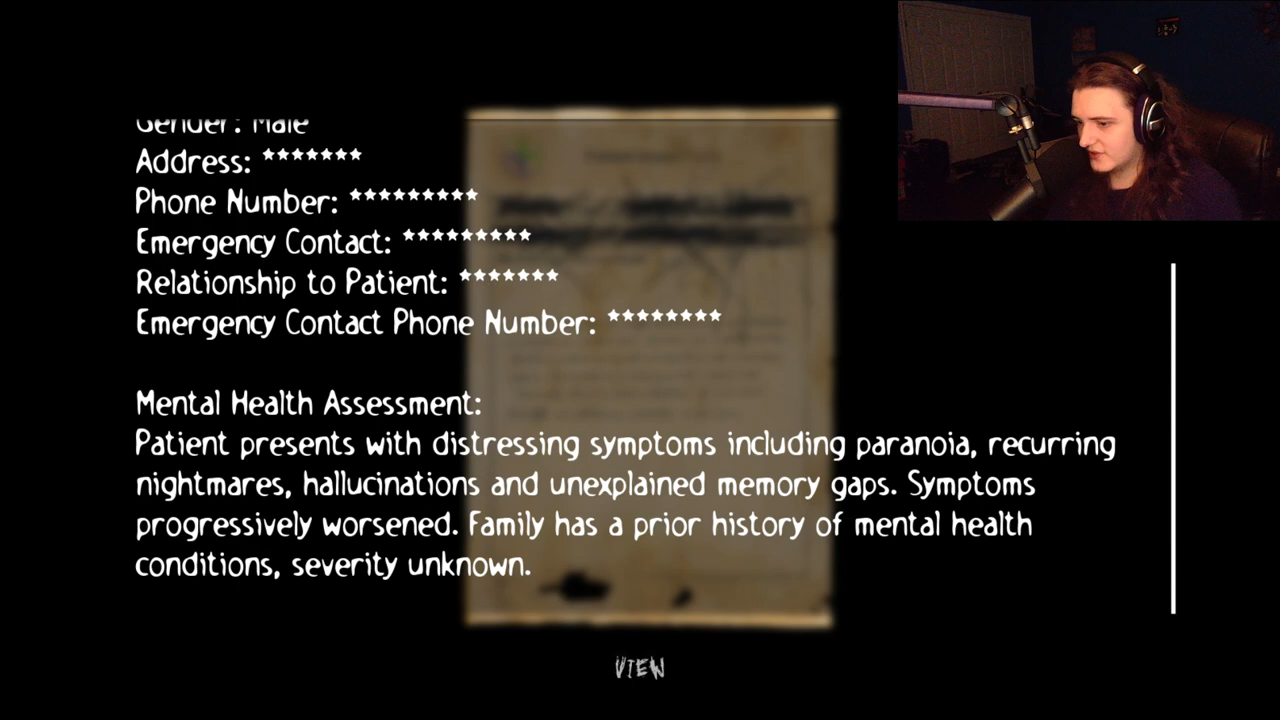 Gender: Male
Address: *******
Phone Number: *********
Emergency Contact: *********
Relationship to Patient: *******
Emergency Contact Phone Number: ********
Mental Health Assessment:
Patient presents with distressing symptoms including paranoia, recurring
nightmares, hallucinations and unexplained memory gaps. Symptoms
progressively worsened. Family has a prior history of mental health
conditions, severity unknown.
VIEW